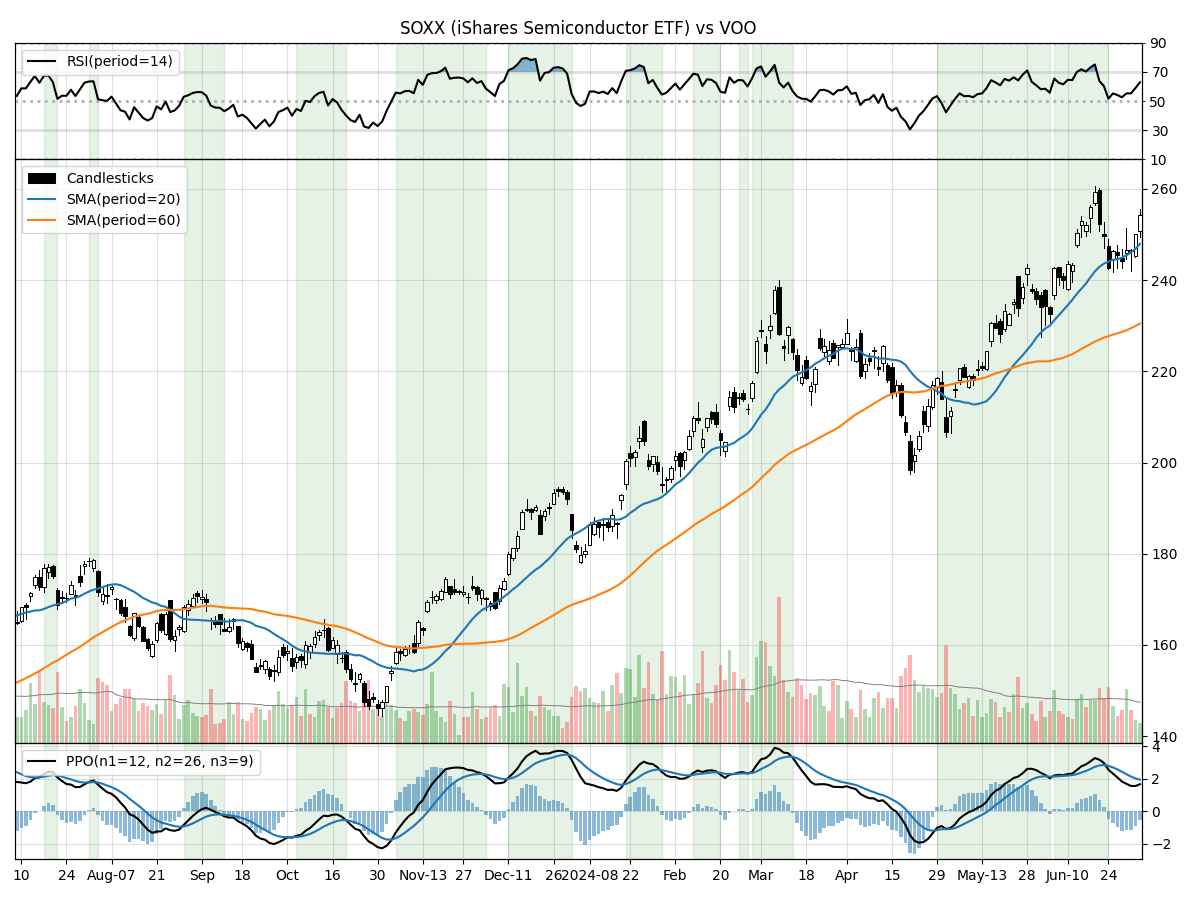 SOXX (iShares Semiconductor ETF) vs VOO
RSI(period=14)
90
70
50
30
10
Candlesticks
SMA(period=20)
SMA(period=60)
260
240
220
200
180
160
140
PPO(n1=12, n2=26, n3=9)
4
2
0
−2
10 24 Aug-07 21 Sep 18 Oct 16 30 Nov-13 27 Dec-11 26 2024-08 22 Feb 20 Mar 18 Apr 15 29 May-13 28 Jun-10 24